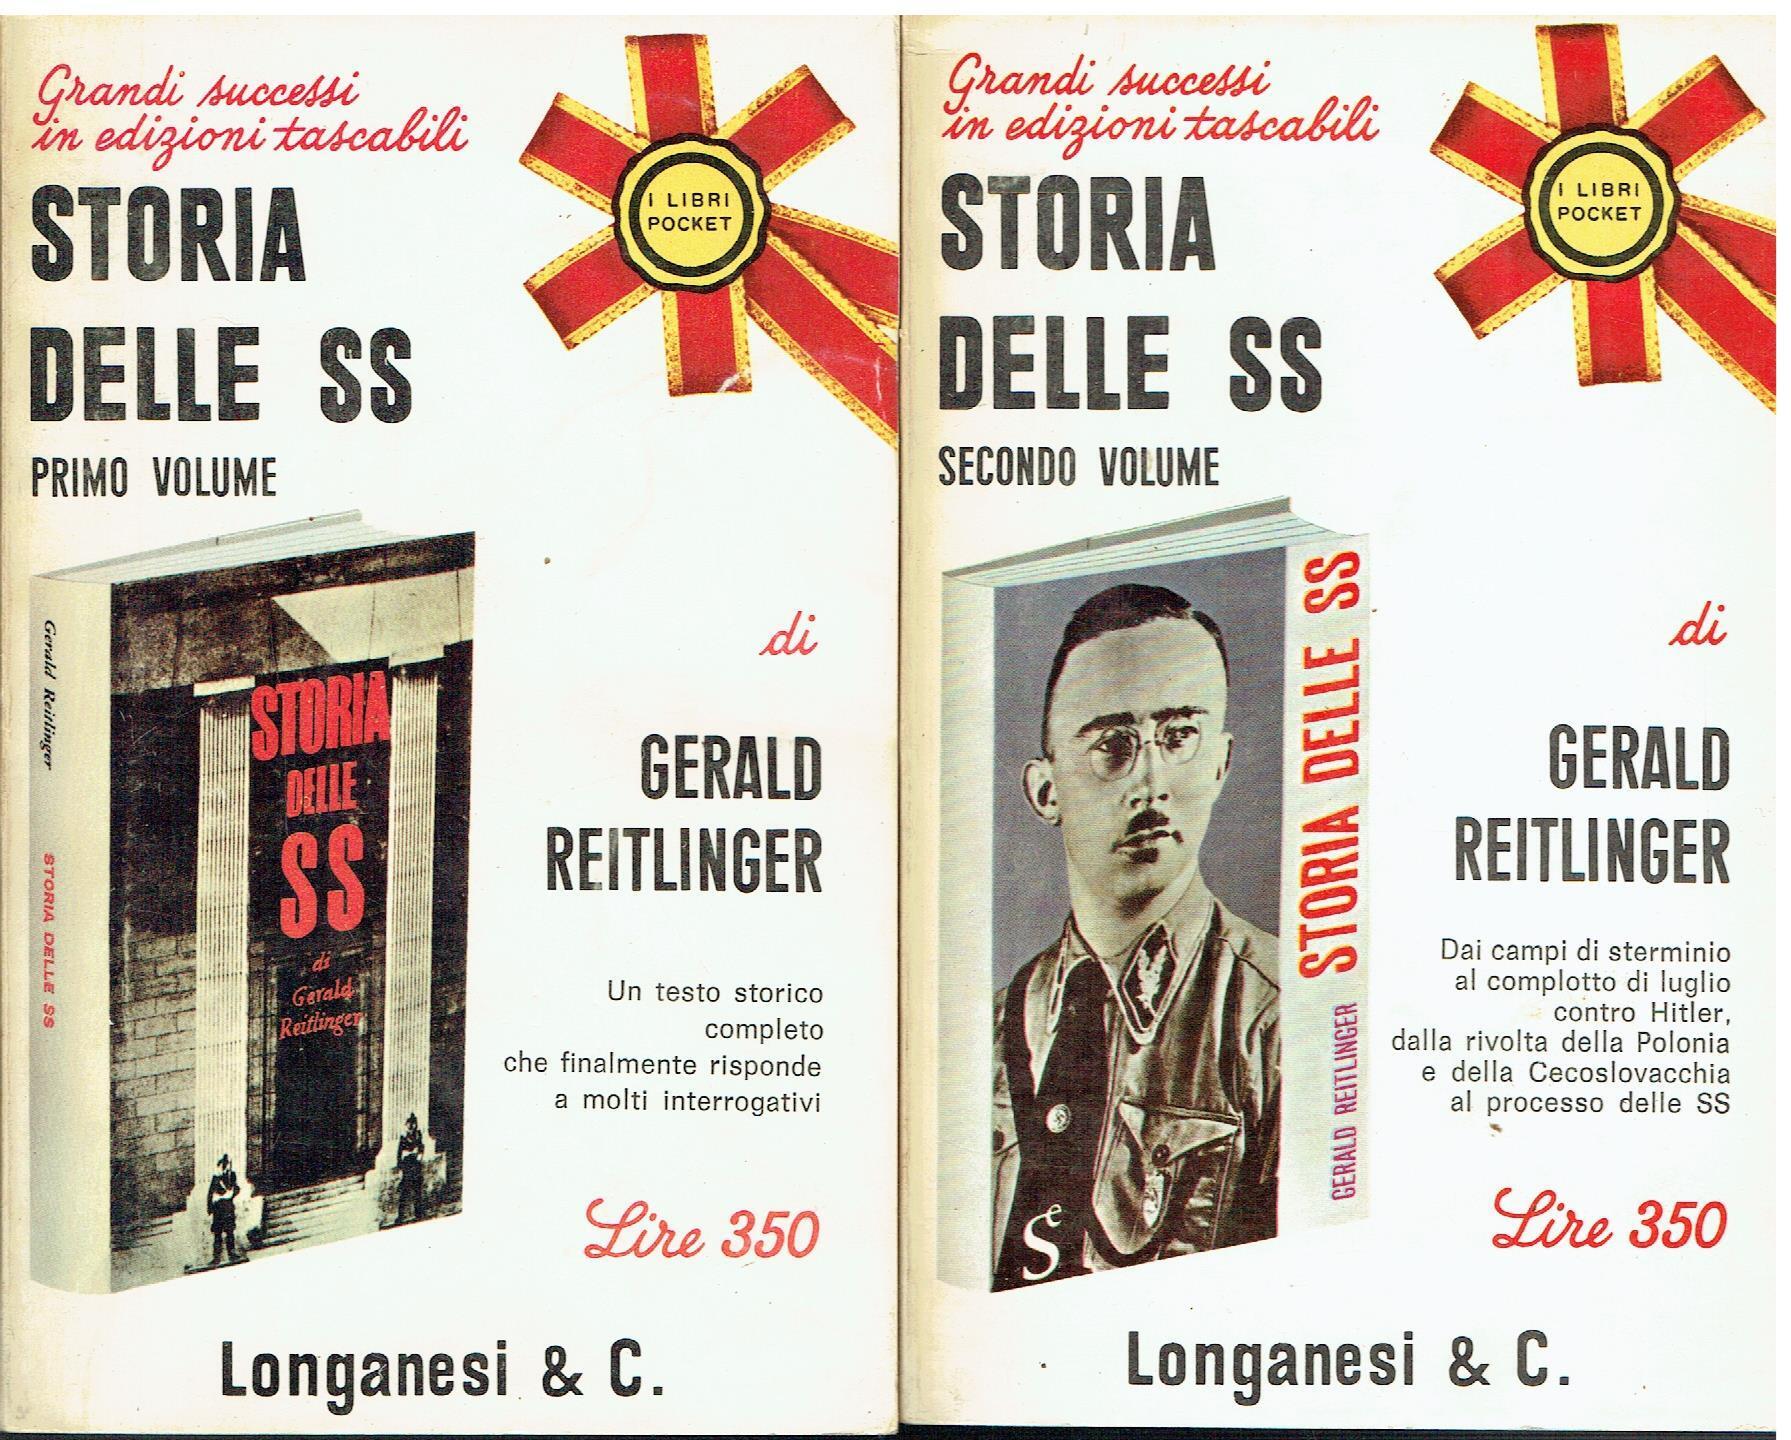 Grandi successi
in edizioni tascabili
I LIBRI
POCKET
STORIA
DELLE SS
PRIMO VOLUME
Gerald Reitlinger
STORIA DELLE SS
STORIA
DELLE
SS
di
Gerald
Reitlinger
di
GERALD
REITLINGER
Un testo storico
completo
che finalmente risponde
a molti interrogativi
Lire 350
Longanesi & C.
Grandi successi
in edizioni tascabili
I LIBRI
POCKET
STORIA
DELLE SS
SECONDO VOLUME
GERALD REITLINGER STORIA DELLE SS
Se
di
GERALD
REITLINGER
Dai campi di sterminio
al complotto di luglio
contro Hitler,
dalla rivolta della Polonia
e della Cecoslovacchia
al processo delle SS
Lire 350
Longanesi & C.